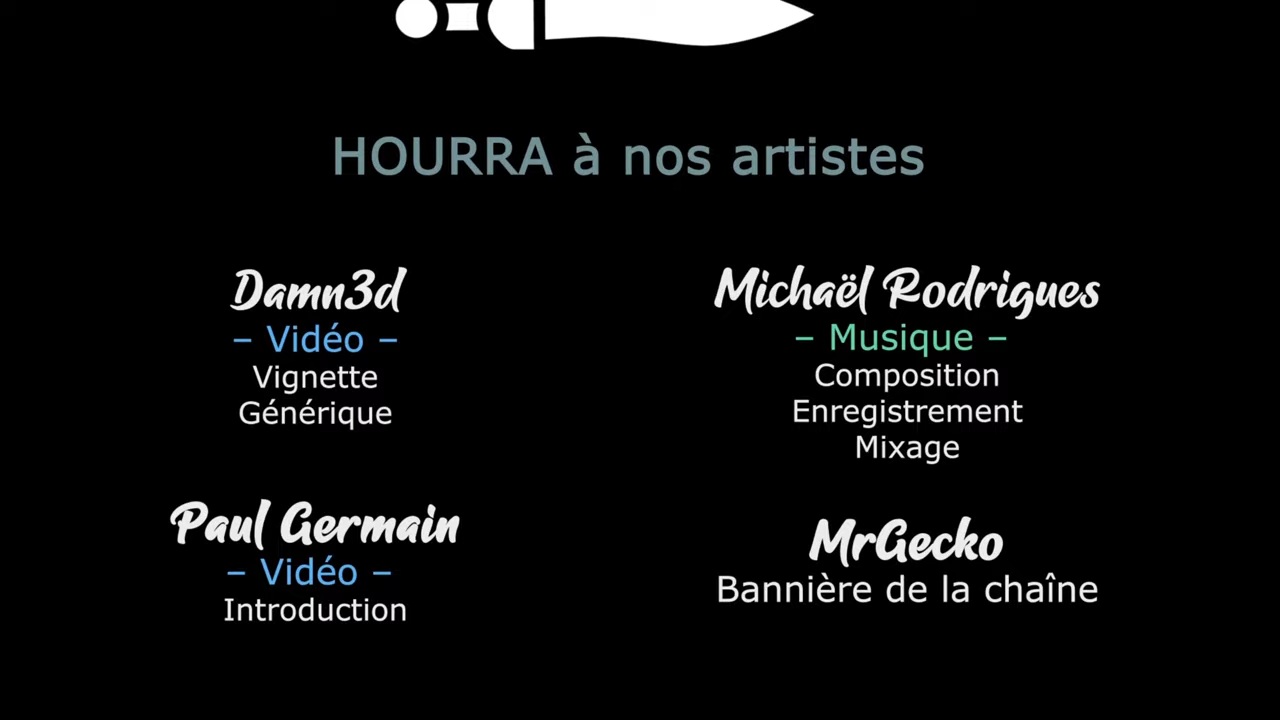 HOURRA à nos artistes
Damn3d
– Vidéo –
Vignette
Générique
Michaël Rodrigues
– Musique –
Composition
Enregistrement
Mixage
Paul Germain
– Vidéo –
Introduction
MrGecko
Bannière de la chaîne